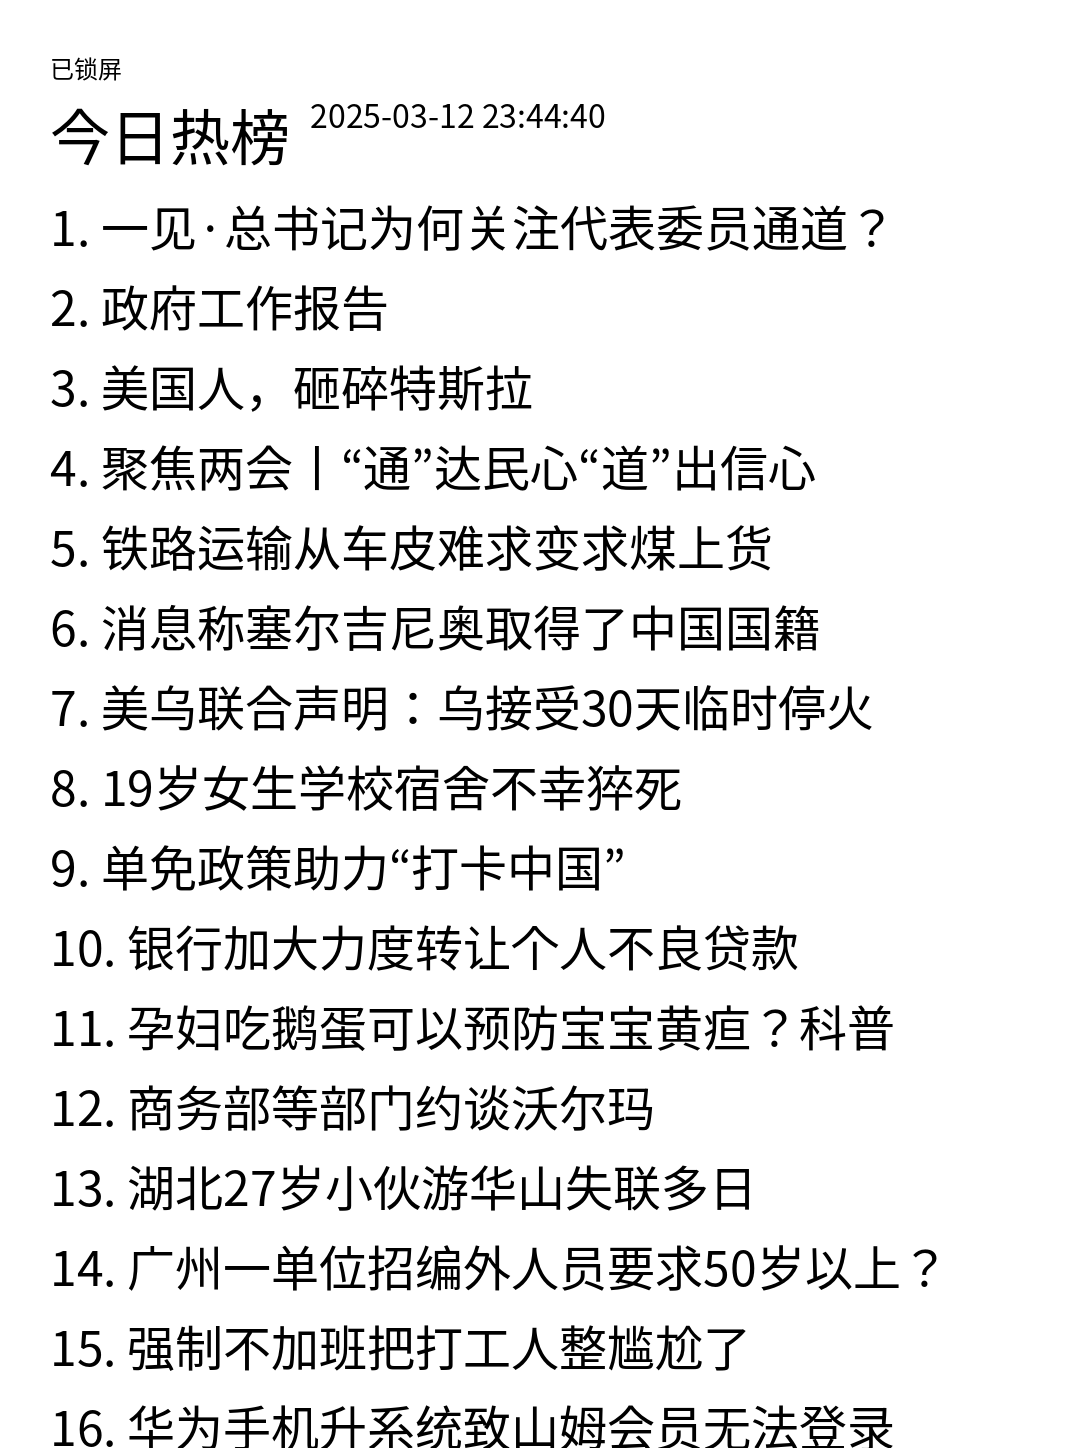 已锁屏
今日热榜 2025-03-12 23:44:40
1. 一见·总书记为何关注代表委员通道？
2. 政府工作报告
3. 美国人，砸碎特斯拉
4. 聚焦两会丨“通”达民心“道”出信心
5. 铁路运输从车皮难求变求煤上货
6. 消息称塞尔吉尼奥取得了中国国籍
7. 美乌联合声明：乌接受30天临时停火
8. 19岁女生学校宿舍不幸猝死
9. 单免政策助力“打卡中国”
10. 银行加大力度转让个人不良贷款
11. 孕妇吃鹅蛋可以预防宝宝黄疸？科普
12. 商务部等部门约谈沃尔玛
13. 湖北27岁小伙游华山失联多日
14. 广州一单位招编外人员要求50岁以上？
15. 强制不加班把打工人整尴尬了
16. 华为手机升系统致山姆会员无法登录